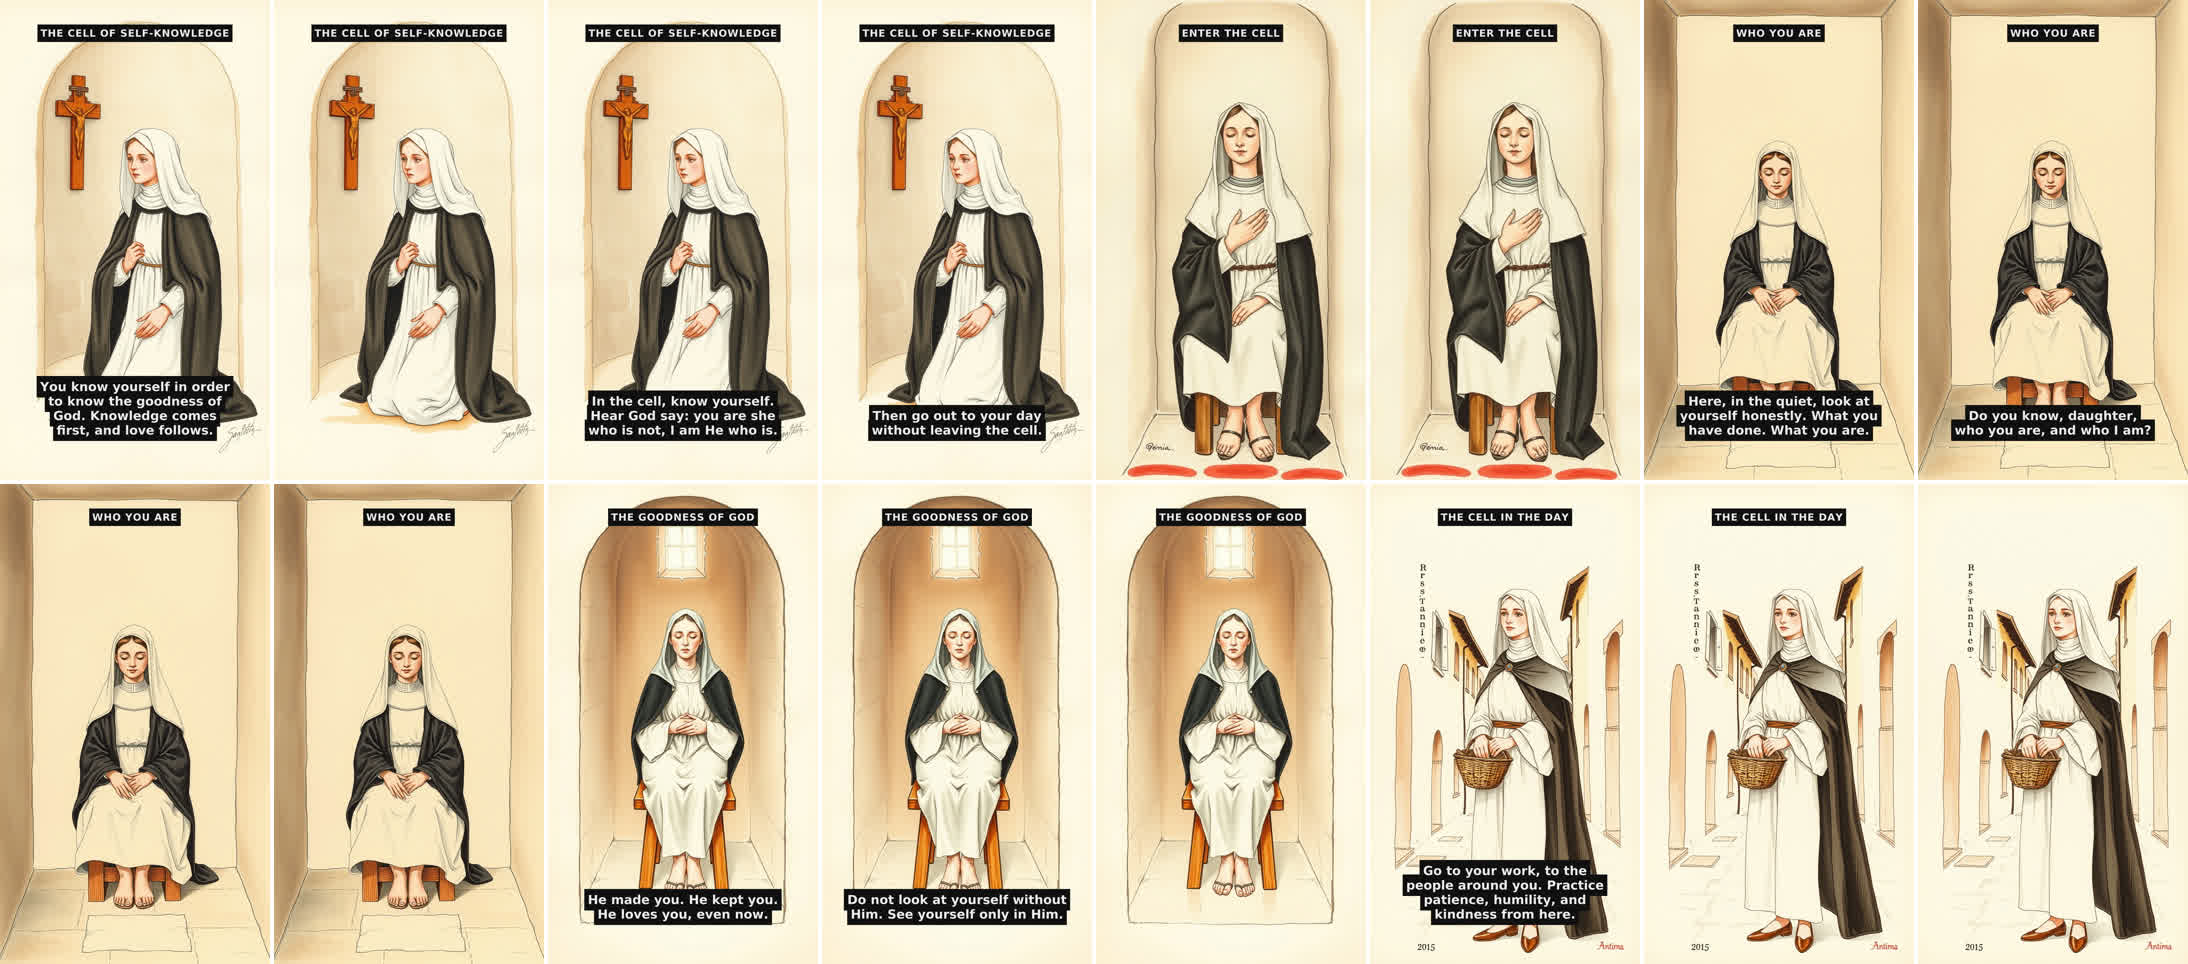 THE CELL OF SELF-KNOWLEDGE
You know yourself in order
to know the goodness of
God. Knowledge comes
first, and love follows.
THE CELL OF SELF-KNOWLEDGE
THE CELL OF SELF-KNOWLEDGE
In the cell, know yourself.
Hear God say: you are she
who is not, I am He who is.
THE CELL OF SELF-KNOWLEDGE
Then go out to your day
without leaving the cell.
ENTER THE CELL
ENTER THE CELL
WHO YOU ARE
Here, in the quiet, look at
yourself honestly. What you
have done. What you are.
WHO YOU ARE
Do you know, daughter,
who you are, and who I am?
WHO YOU ARE
WHO YOU ARE
THE GOODNESS OF GOD
He made you. He kept you.
He loves you, even now.
THE GOODNESS OF GOD
Do not look at yourself without
Him. See yourself only in Him.
THE GOODNESS OF GOD
THE CELL IN THE DAY
Go to your work, to the
people around you. Practice
patience, humility, and
kindness from here.
2015
Antima
THE CELL IN THE DAY
2015
Antima
2015
Antima